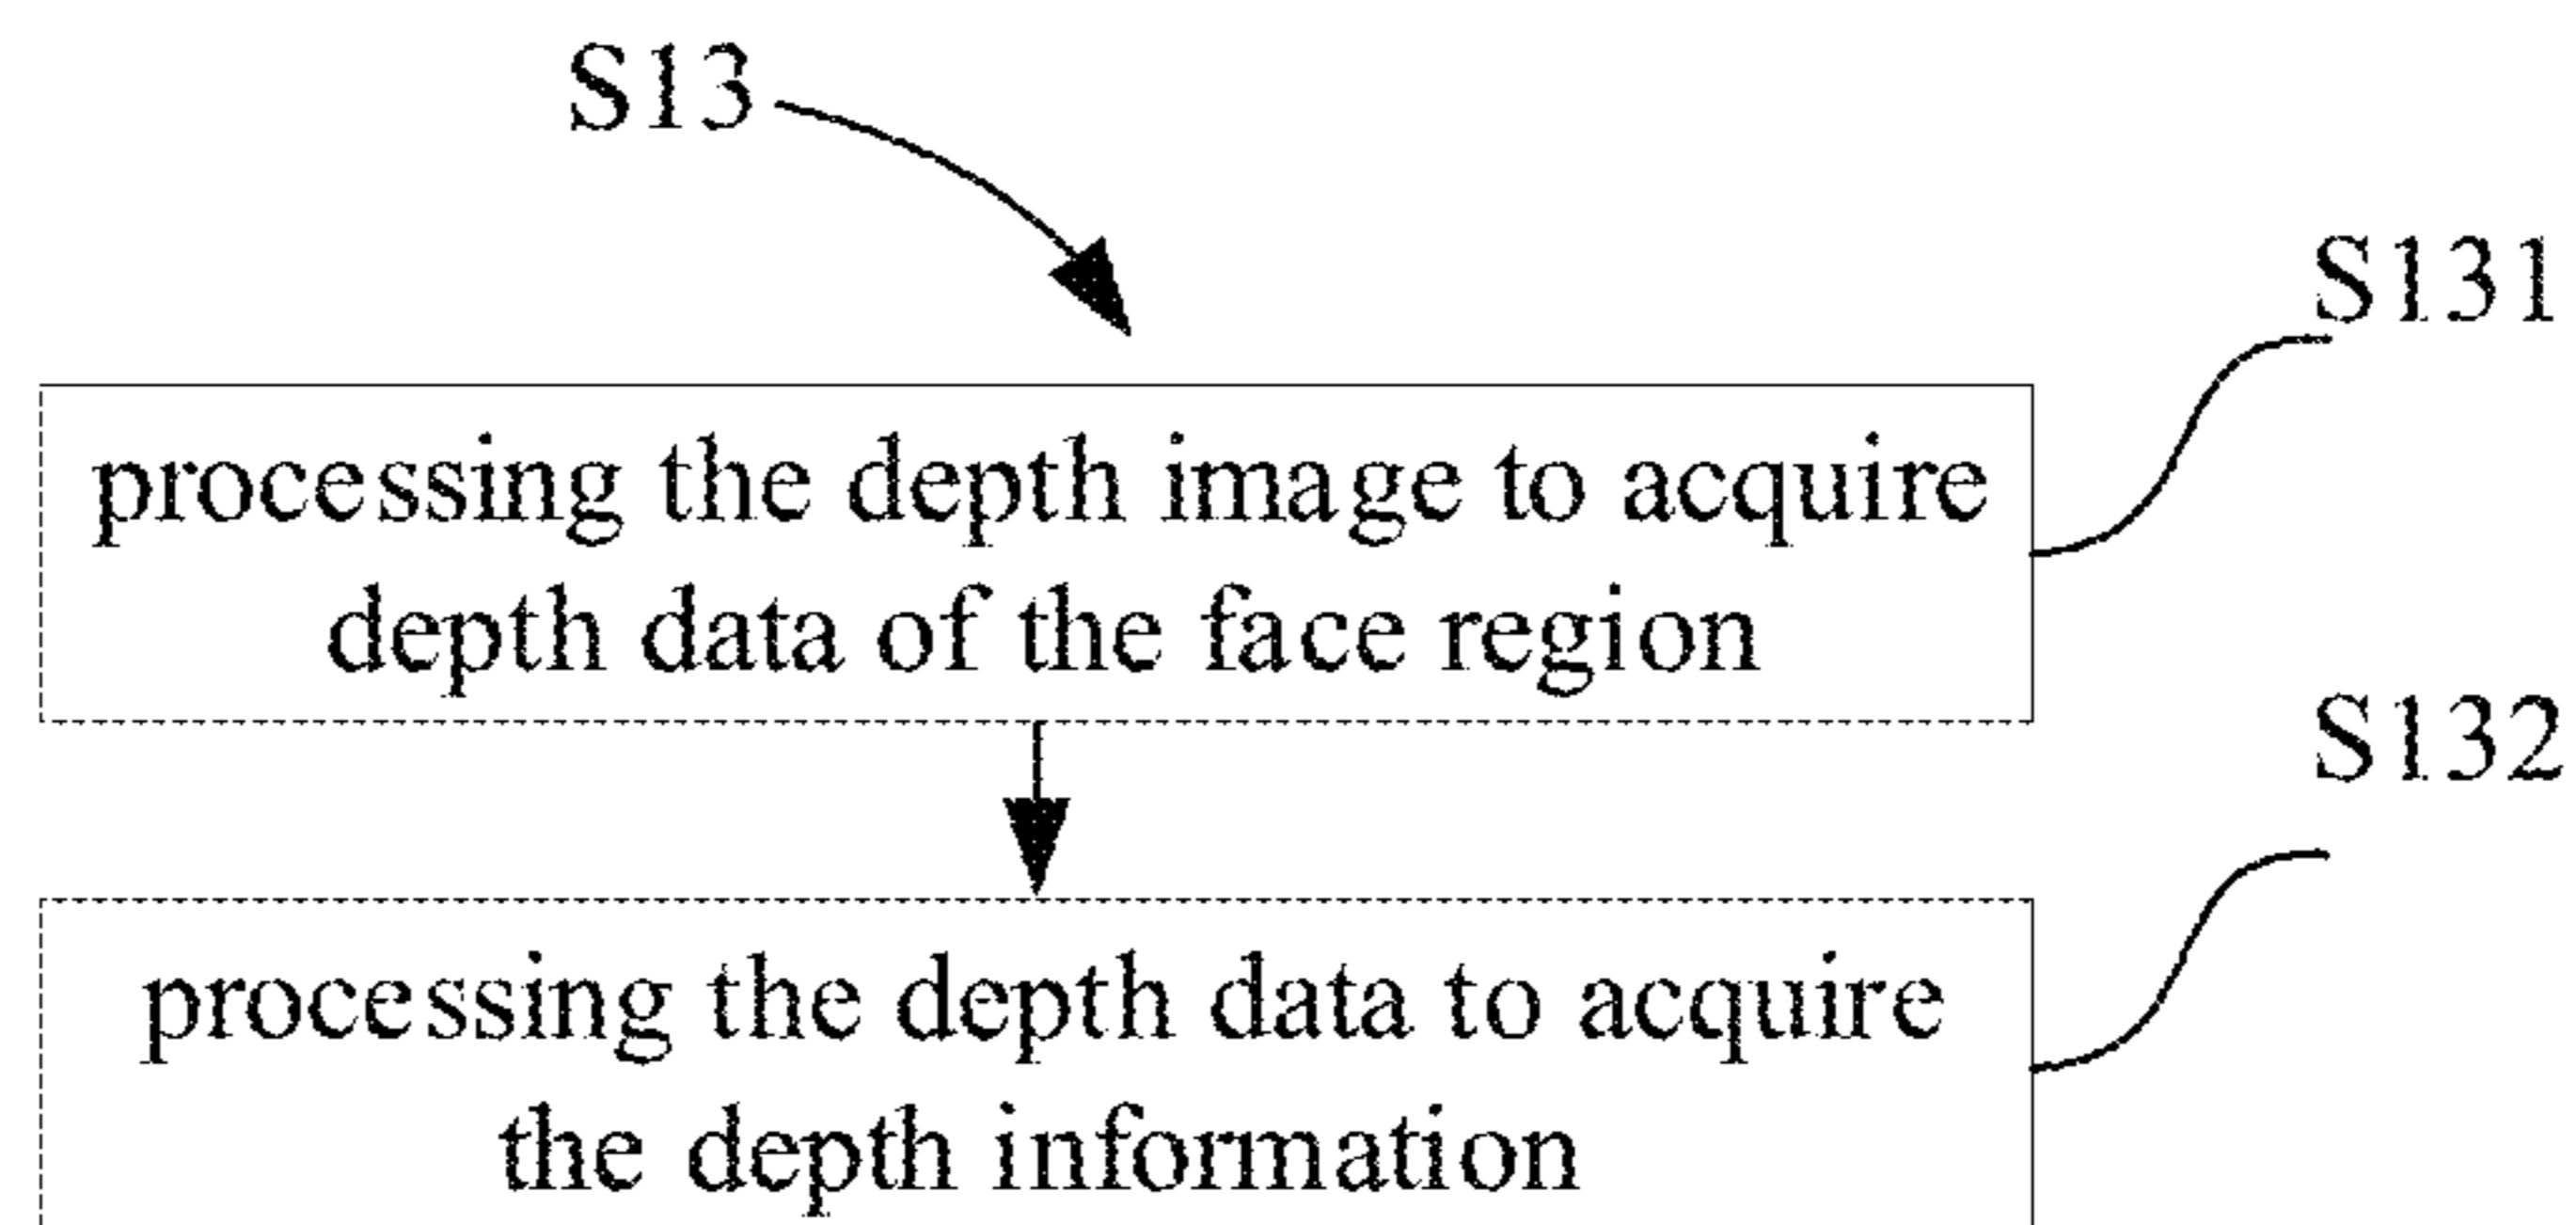 S13
S131
processing the depth image to acquire
depth data of the face region
S132
processing the depth data to acquire
the depth information